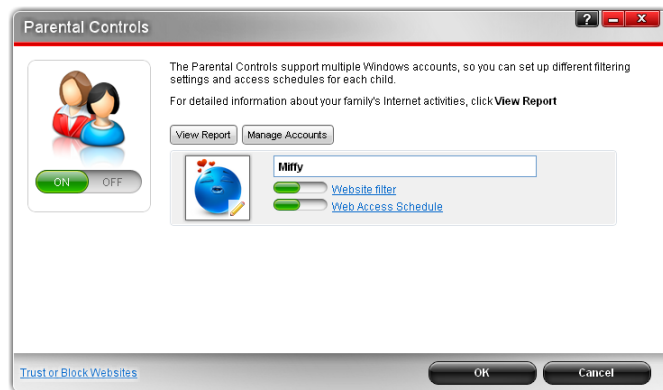 Parental Controls
?
X
The Parental Controls support multiple Windows accounts, so you can set up different filtering
settings and access schedules for each child.
For detailed information about your family's Internet activities, click View Report
View Report Manage Accounts
Miffy
ON OFF
Website filter
Web Access Schedule
Trust or Block Websites
OK Cancel